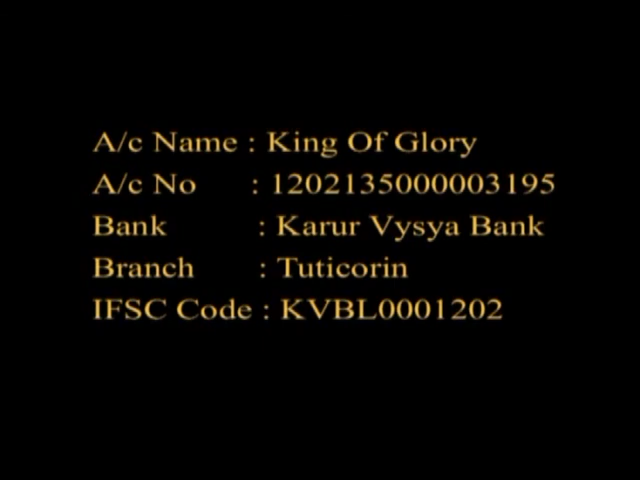 A/c Name : King Of Glory
A/c No : 1202135000003195
Bank : Karur Vysya Bank
Branch : Tuticorin
IFSC Code : KVBL0001202